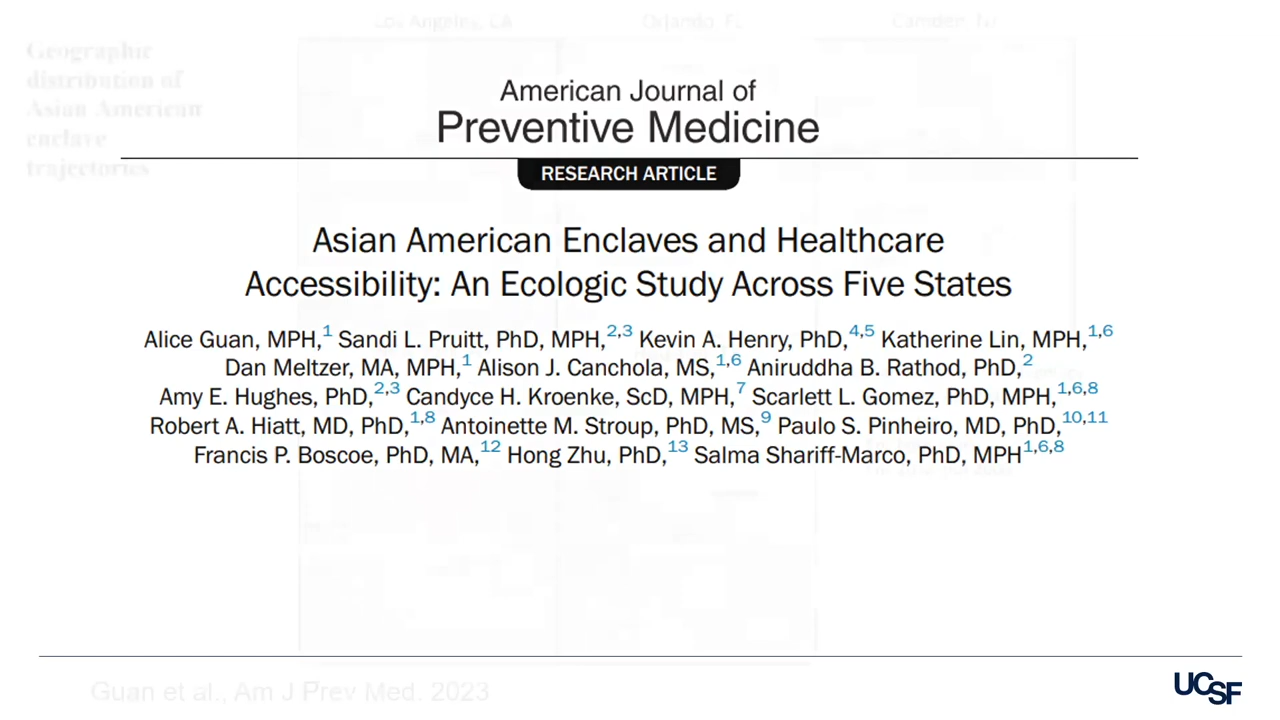 Los Angeles, CA Orlando, FL Camden, NJ
Geographic
distribution of
Asian American
enclave
trajectories
American Journal of
Preventive Medicine
RESEARCH ARTICLE
Asian American Enclaves and Healthcare
Accessibility: An Ecologic Study Across Five States
Alice Guan, MPH,1 Sandi L. Pruitt, PhD, MPH,2,3 Kevin A. Henry, PhD,4,5 Katherine Lin, MPH,1,6
Dan Meltzer, MA, MPH,1 Alison J. Canchola, MS,1,6 Aniruddha B. Rathod, PhD,2
Amy E. Hughes, PhD,2,3 Candyce H. Kroenke, ScD, MPH,7 Scarlett L. Gomez, PhD, MPH,1,6,8
Robert A. Hiatt, MD, PhD,1,8 Antoinette M. Stroup, PhD, MS,9 Paulo S. Pinheiro, MD, PhD,10,11
Francis P. Boscoe, PhD, MA,12 Hong Zhu, PhD,13 Salma Shariff-Marco, PhD, MPH1,6,8
Guan et al., Am J Prev Med. 2023
UCSF